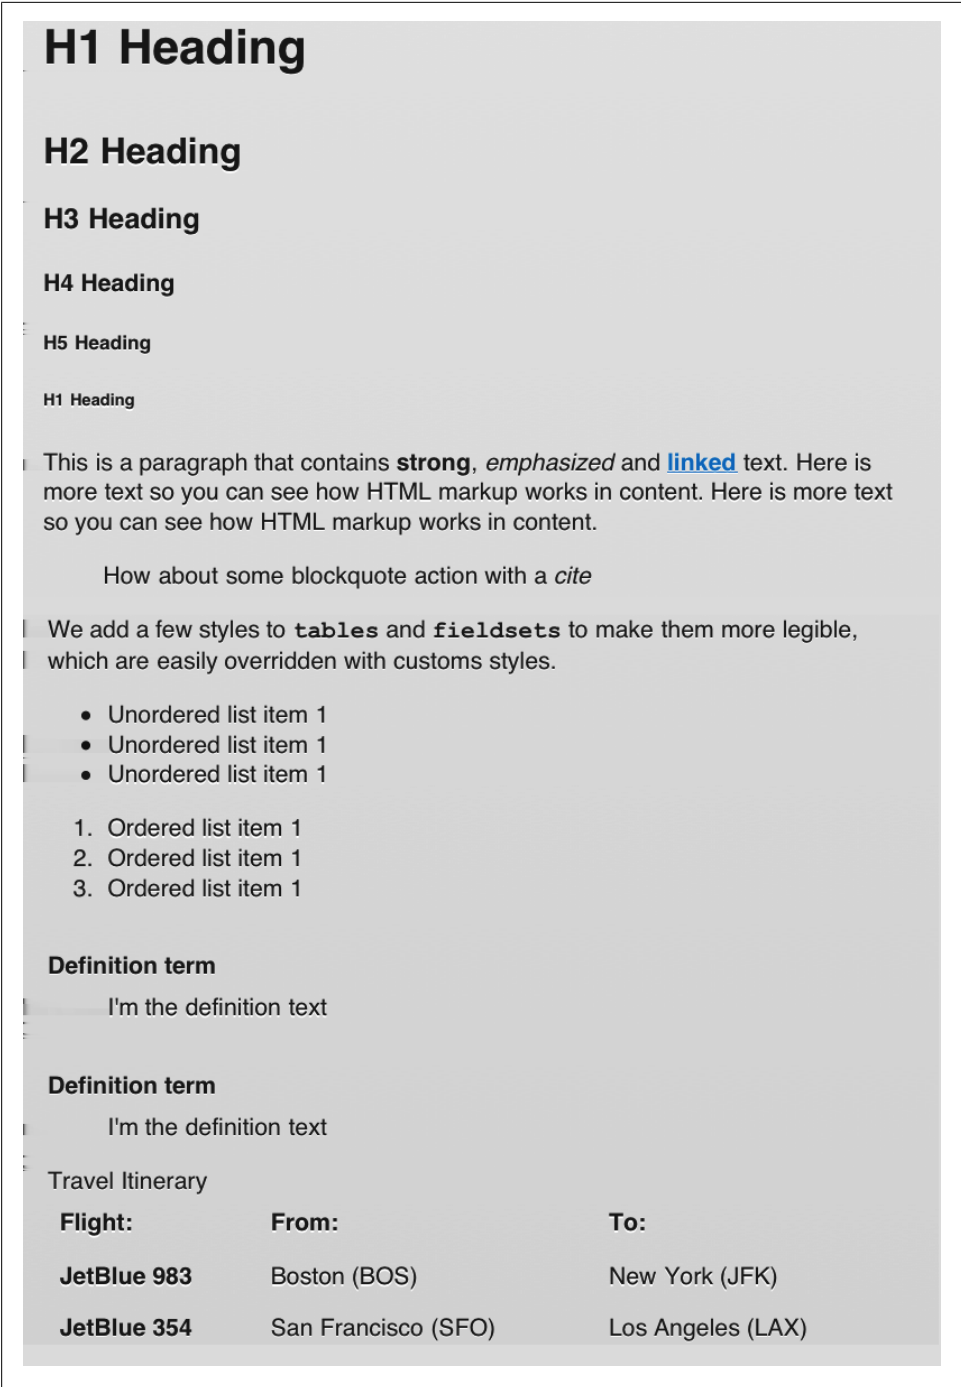 H1 Heading
H2 Heading
H3 Heading
H4 Heading
H5 Heading
H1 Heading
This is a paragraph that contains strong, emphasized and linked text. Here is
more text so you can see how HTML markup works in content. Here is more text
so you can see how HTML markup works in content.
How about some blockquote action with a cite
We add a few styles to tables and fieldsets to make them more legible,
which are easily overridden with customs styles.
• Unordered list item 1
• Unordered list item 1
• Unordered list item 1
1. Ordered list item 1
2. Ordered list item 1
3. Ordered list item 1
Definition term
I'm the definition text
Definition term
I'm the definition text
Travel Itinerary
Flight: From: To:
JetBlue 983 Boston (BOS) New York (JFK)
JetBlue 354 San Francisco (SFO) Los Angeles (LAX)